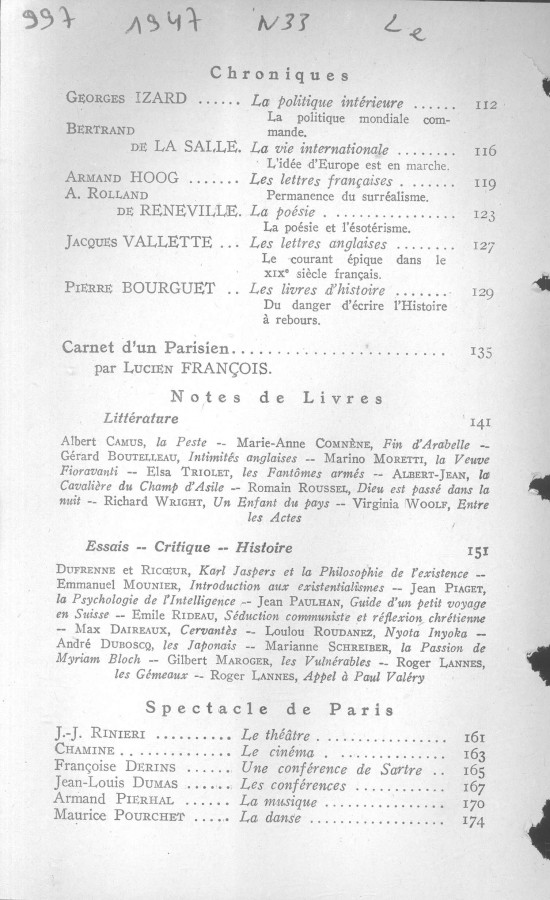 997 1947 N33 Le
Chroniques
GEORGES IZARD ...... La politique intérieure ...... 112
La politique mondiale com-
mande.
BERTRAND
DE LA SALLE. La vie internationale ........ 116
L'idée d'Europe est en marche.
ARMAND HOOG ....... Les lettres françaises . ...... 119
Permanence du surréalisme.
A. ROLLAND
DE RENEVILLE. La poésie . ................ 123
La poésie et l'ésotérisme.
JACQUES VALLETTE ... Les lettres anglaises ........ 127
Le courant épique dans le
XIXe siècle français.
PIERRE BOURGUET .. Les livres d'histoire ........ 129
Du danger d'écrire l'Histoire
à rebours.
Carnet d'un Parisien......................... 135
par LUCIEN FRANÇOIS.
Notes de Livres
Littérature 141
Albert CAMUS, la Peste -- Marie-Anne COMNÈNE, Fin d'Arabelle --
Gérard BOUTELLEAU, Intimités anglaises -- Marino MORETTI, la Veuve
Fioravanti -- Elsa TRIOLET, les Fantômes armés -- ALBERT-JEAN, la
Cavalière du Champ d'Asile -- Romain ROUSSEL, Dieu est passé dans la
nuit -- Richard WRIGHT, Un Enfant du pays -- Virginia WOOLF, Entre
les Actes
Essais -- Critique -- Histoire 151
DUFRENNE et RICŒUR, Karl Jaspers et la Philosophie de l'existence --
Emmanuel MOUNIER, Introduction aux existentialismes -- Jean PIAGET,
la Psychologie de l'Intelligence -- Jean PAULHAN, Guide d'un petit voyage
en Suisse -- Emile RIDEAU, Séduction communiste et réflexion chrétienne
-- Max DAIREAUX, Cervantès -- Loulou ROUDANEZ, Nyota Inyoka --
André DUBOSCQ, les Japonais -- Marianne SCHREIBER, la Passion de
Myriam Bloch -- Gilbert MAROGER, les Vulnérables -- Roger LANNES,
les Gémeaux -- Roger LANNES, Appel à Paul Valéry
Spectacle de Paris
J.-J. RINIERI .......... Le théâtre . ................ 161
CHAMINE . ............. Le cinéma . .............. 163
Françoise DERINS ...... Une conférence de Sartre .. 165
Jean-Louis DUMAS ...... Les conférences ............ 167
Armand PIERHAL ...... La musique ................ 170
Maurice POURCHET ..... La danse .................. 174